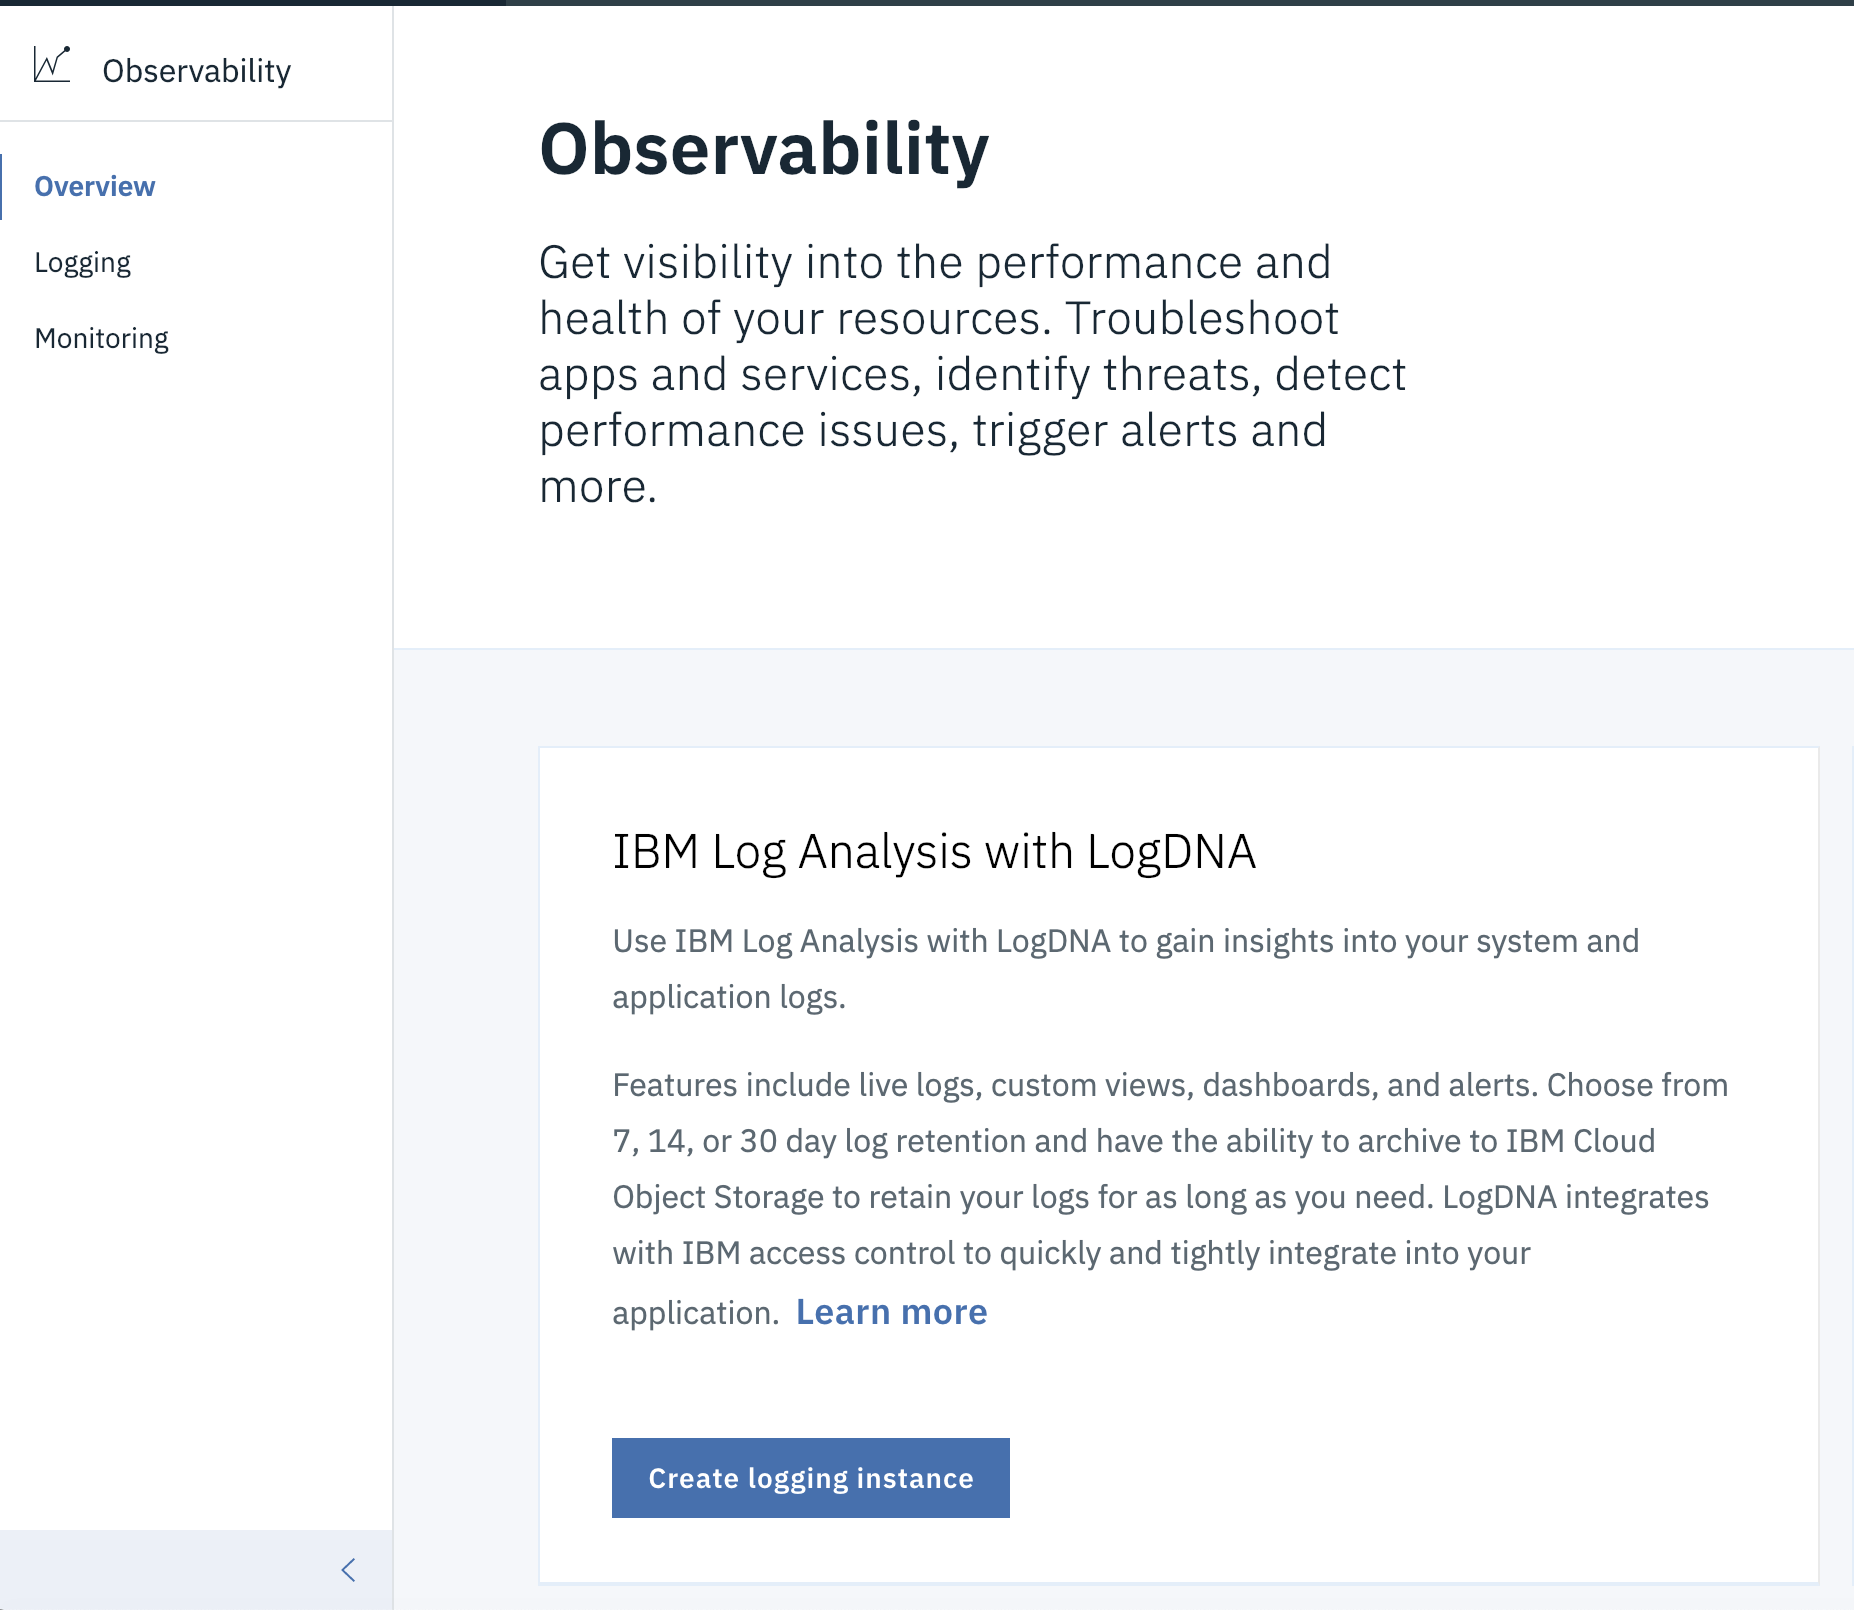 Observability
Overview
Logging
Monitoring
Observability
Get visibility into the performance and
health of your resources. Troubleshoot
apps and services, identify threats, detect
performance issues, trigger alerts and
more.
IBM Log Analysis with LogDNA
Use IBM Log Analysis with LogDNA to gain insights into your system and
application logs.
Features include live logs, custom views, dashboards, and alerts. Choose from
7, 14, or 30 day log retention and have the ability to archive to IBM Cloud
Object Storage to retain your logs for as long as you need. LogDNA integrates
with IBM access control to quickly and tightly integrate into your
application. Learn more
Create logging instance